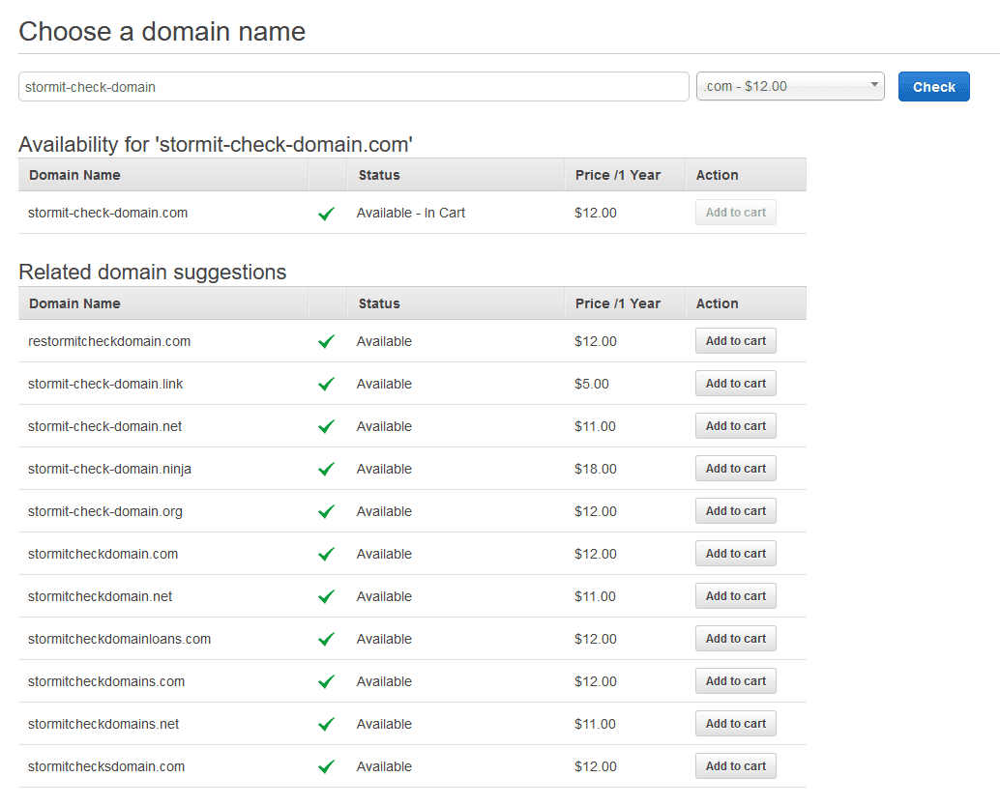 Choose a domain name
stormit-check-domain .com - $12.00 Check
Availability for 'stormit-check-domain.com'
Domain Name Status Price /1 Year Action
stormit-check-domain.com Available - In Cart $12.00 Add to cart
Related domain suggestions
Domain Name Status Price /1 Year Action
restormitcheckdomain.com Available $12.00 Add to cart
stormit-check-domain.link Available $5.00 Add to cart
stormit-check-domain.net Available $11.00 Add to cart
stormit-check-domain.ninja Available $18.00 Add to cart
stormit-check-domain.org Available $12.00 Add to cart
stormitcheckdomain.com Available $12.00 Add to cart
stormitcheckdomain.net Available $11.00 Add to cart
stormitcheckdomainloans.com Available $12.00 Add to cart
stormitcheckdomains.com Available $12.00 Add to cart
stormitcheckdomains.net Available $11.00 Add to cart
stormitchecksdomain.com Available $12.00 Add to cart